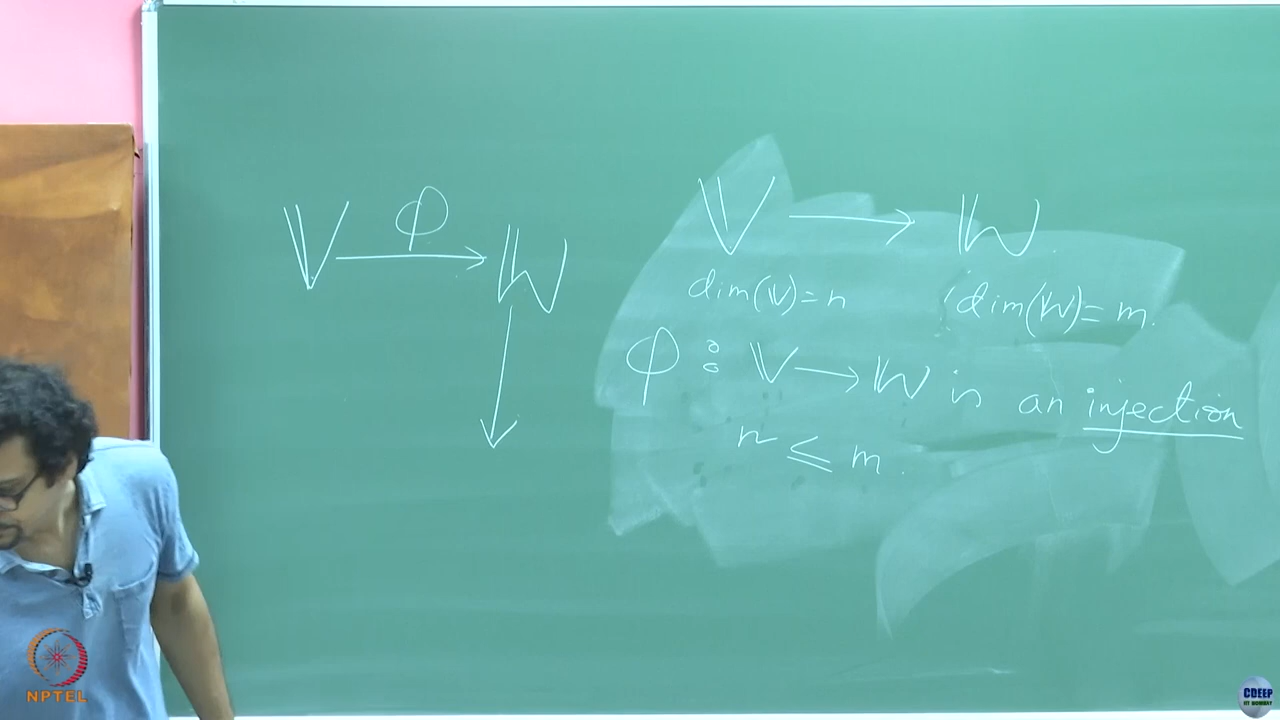 𝕍 —φ→ 𝕎
↓
𝕍 → 𝕎.
dim(𝕍) = n dim(𝕎) = m.
φ : 𝕍 → 𝕎 is an injection
n ≤ m.
NPTEL
CDEEP
IIT BOMBAY